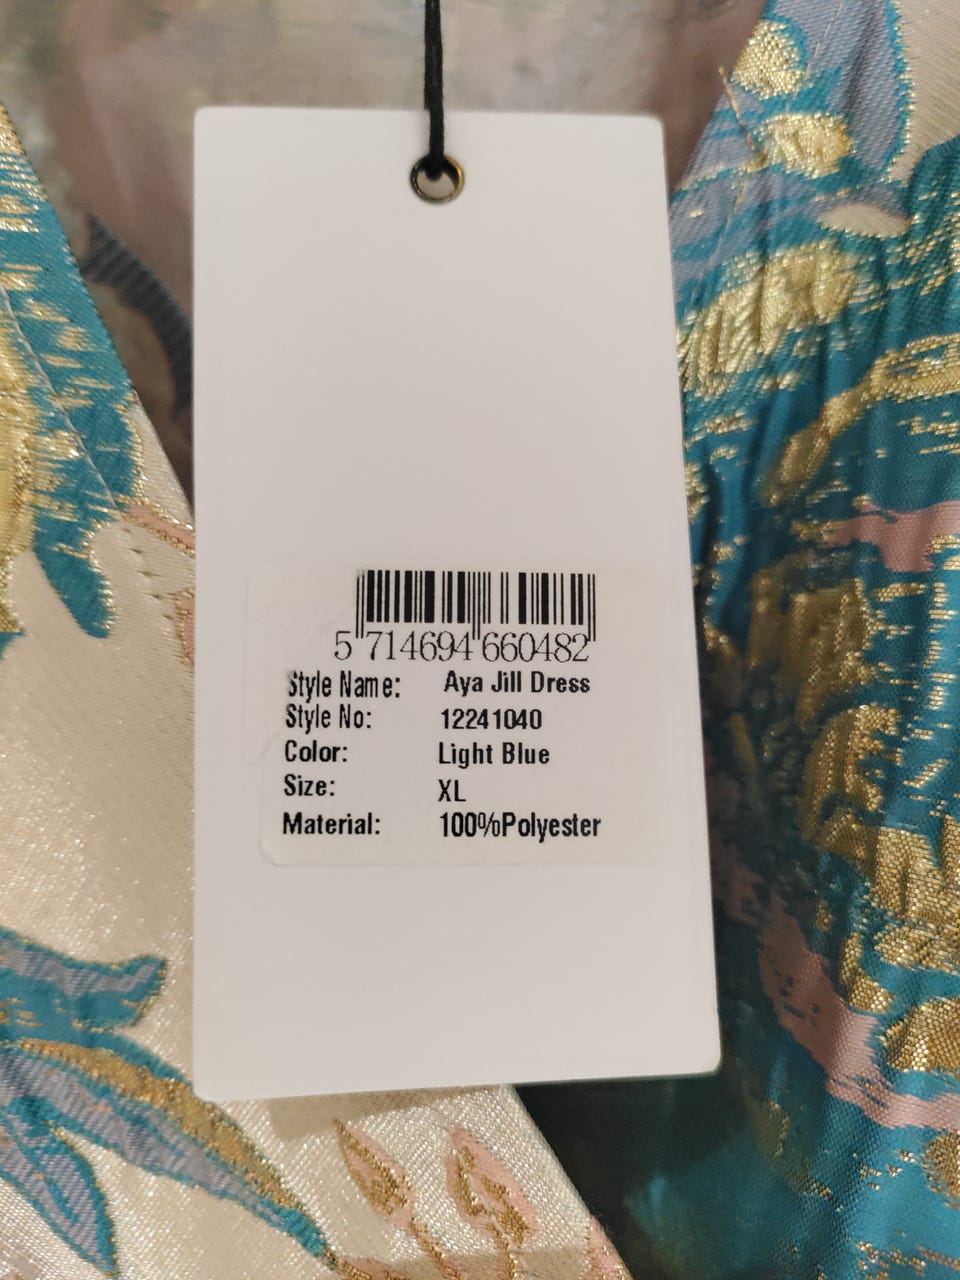 5 714694 660482
Style Name: Aya Jill Dress
Style No: 12241040
Color: Light Blue
Size: XL
Material: 100%Polyester